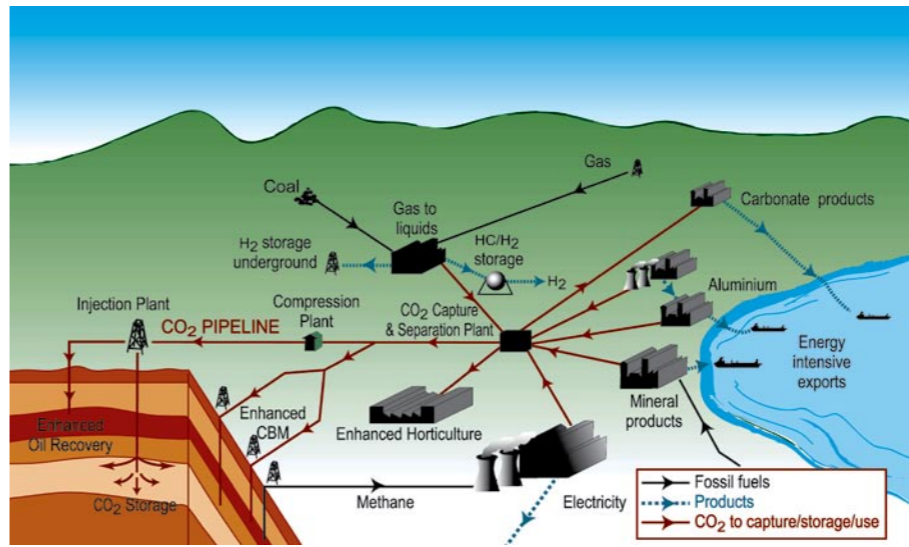 Gas
Coal
Carbonate products
Gas to
liquids
HC/H2
storage
H2 storage
underground
H2
Aluminium
Injection Plant
Compression
Plant
CO2 Capture
& Separation Plant
CO2 PIPELINE
Energy
intensive
exports
Mineral
products
Enhanced
Oil Recovery
Enhanced
CBM
Enhanced Horticulture
CO2 Storage
Methane
Electricity
Fossil fuels
Products
CO2 to capture/storage/use